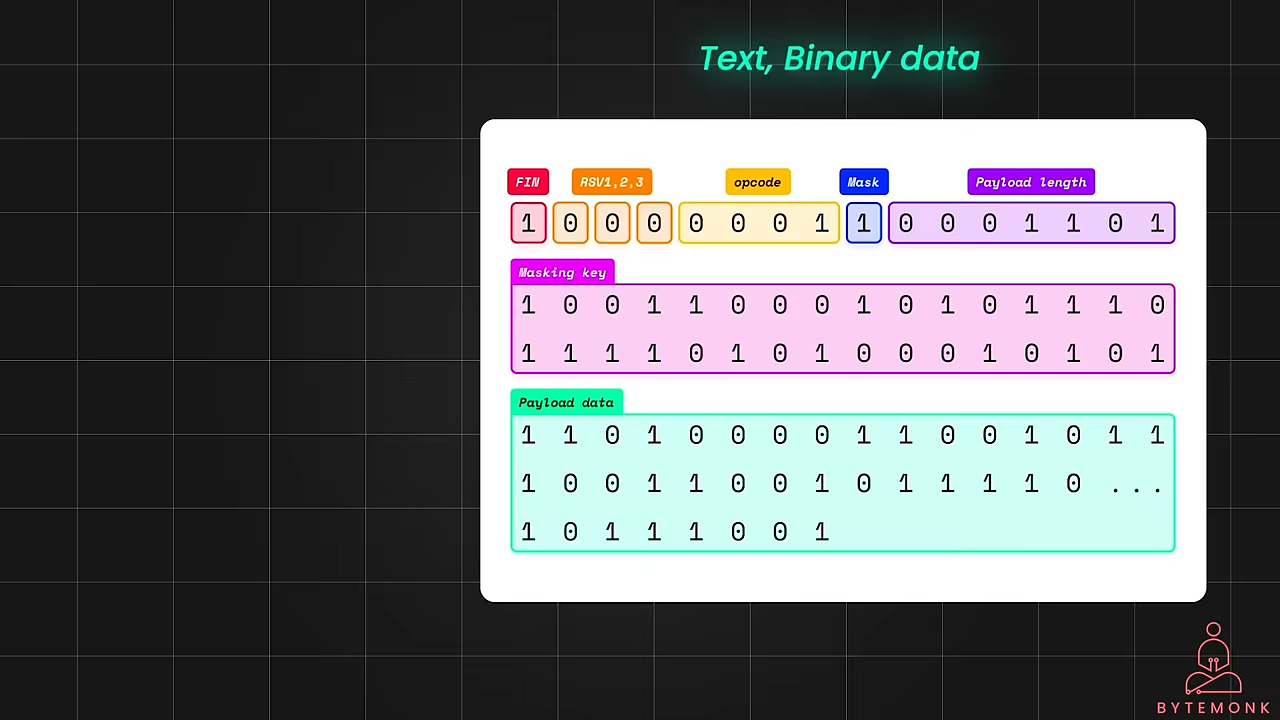 Text, Binary data
FIN RSV1,2,3 opcode Mask Payload length
1 0 0 0 0 0 0 1 1 0 0 0 1 1 0 1
Masking key
1 0 0 1 1 0 0 0 1 0 1 0 1 1 1 0
1 1 1 1 0 1 0 1 0 0 0 1 0 1 0 1
Payload data
1 1 0 1 0 0 0 0 1 1 0 0 1 0 1 1
1 0 0 1 1 0 0 1 0 1 1 1 1 0 ...
1 0 1 1 1 0 0 1
BYTEMONK